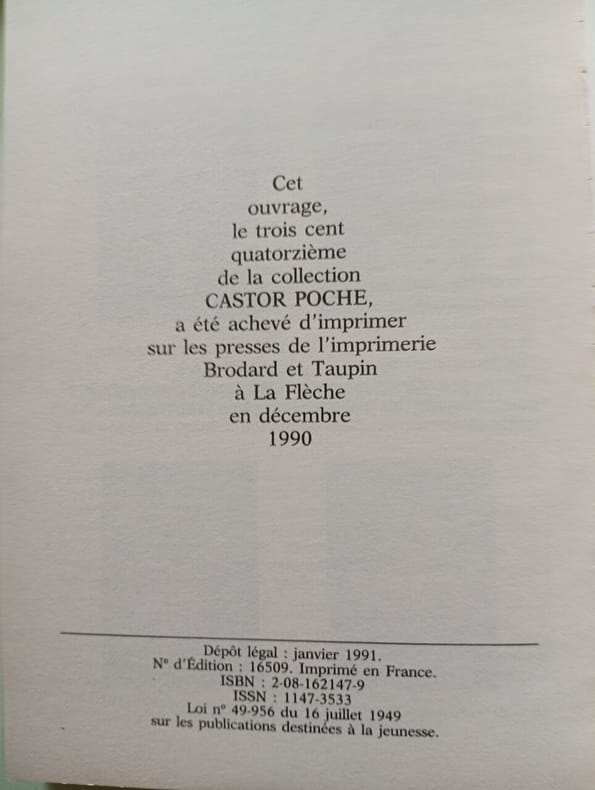 Cet
ouvrage,
le trois cent
quatorzième
de la collection
CASTOR POCHE,
a été achevé d'imprimer
sur les presses de l'imprimerie
Brodard et Taupin
à La Flèche
en décembre
1990
Dépôt légal : janvier 1991.
N° d'Édition : 16509. Imprimé en France.
ISBN : 2-08-162147-9
ISSN : 1147-3533
Loi n° 49-956 du 16 juillet 1949
sur les publications destinées à la jeunesse.